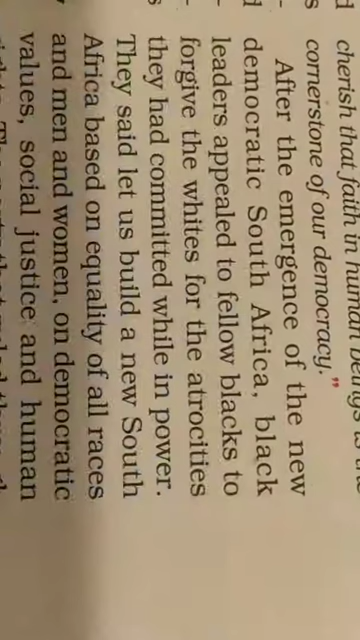 cherish that faith in human beings
cornerstone of our democracy."
After the emergence of the new
democratic South Africa, black
leaders appealed to fellow blacks to
forgive the whites for the atrocities
they had committed while in power.
They said let us build a new South
Africa based on equality of all races
and men and women, on democratic
values, social justice and human